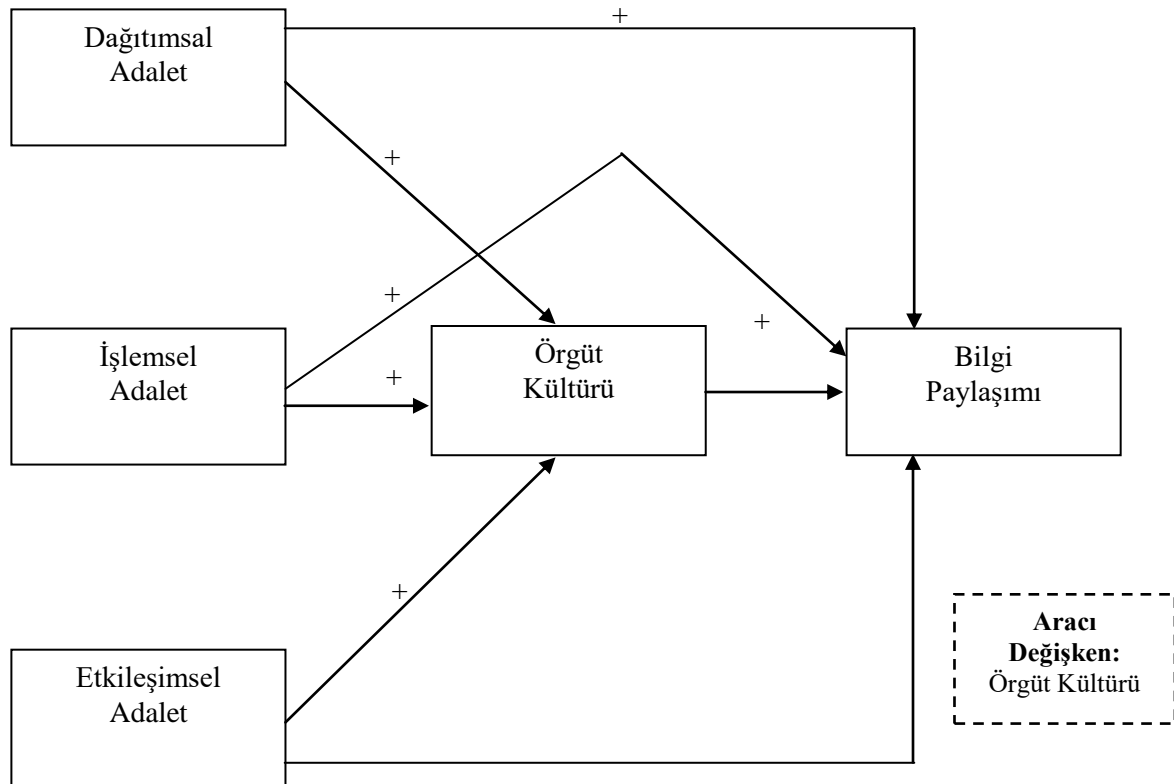 +
Dağıtımsal
Adalet
+
+
İşlemsel
Adalet
+
Örgüt
Kültürü
+
Bilgi
Paylaşımı
+
Etkileşimsel
Adalet
Aracı
Değişken:
Örgüt Kültürü